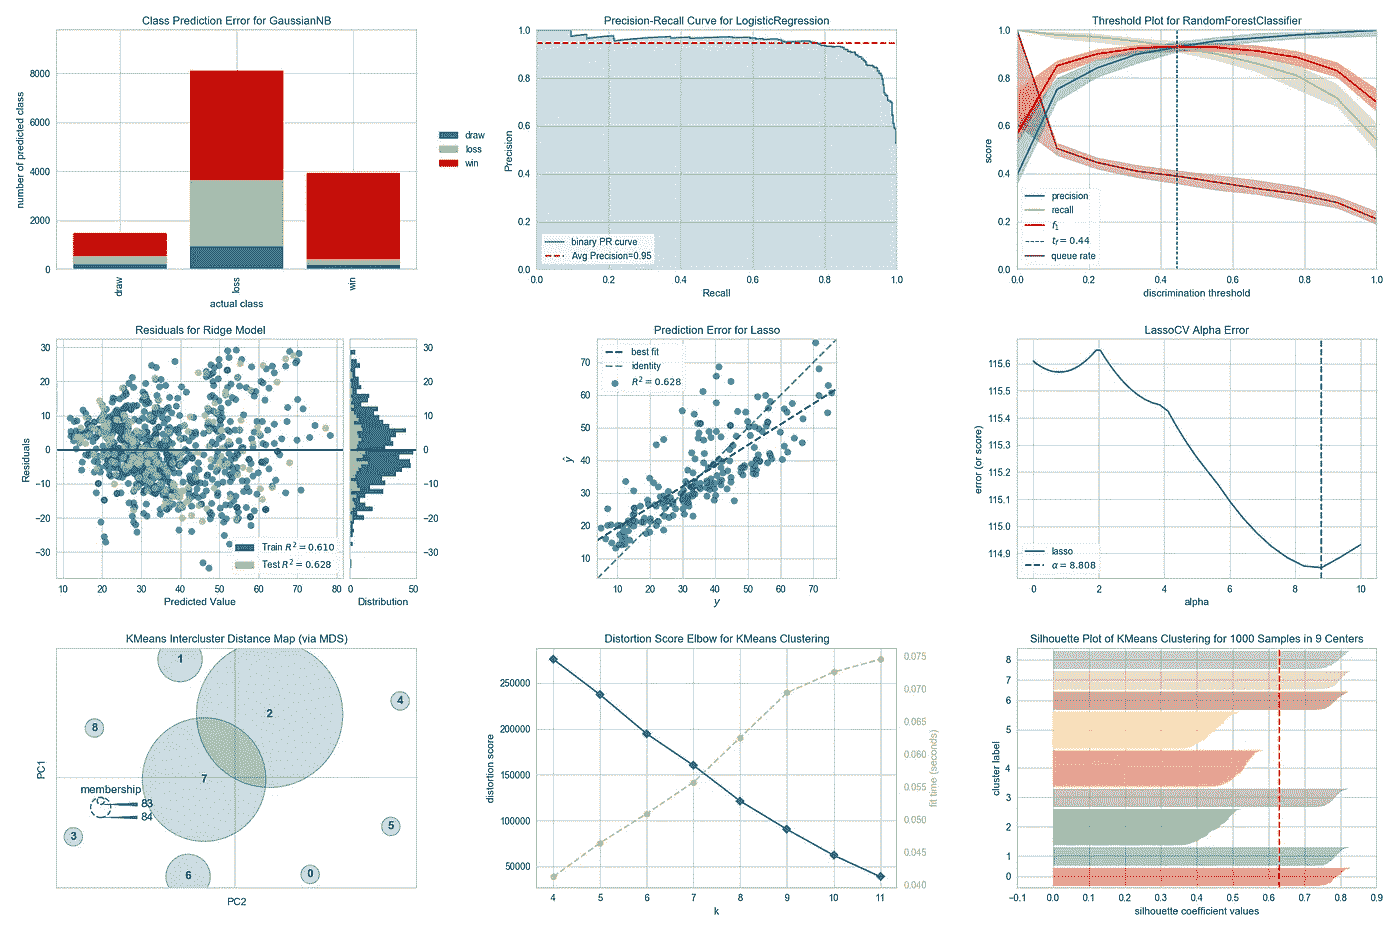 Class Prediction Error for GaussianNB
8000
6000
4000
2000
0
number of predicted class
draw
loss
win
actual class
draw
loss
win
Precision-Recall Curve for LogisticRegression
1.0
0.8
0.6
0.4
0.2
0.0
Precision
binary PR curve
Avg Precision=0.95
0.0 0.2 0.4 0.6 0.8 1.0
Recall
Threshold Plot for RandomForestClassifier
1.0
0.8
0.6
0.4
0.2
0.0
score
precision
recall
f1
tf = 0.44
queue rate
0.0 0.2 0.4 0.6 0.8 1.0
discrimination threshold
Residuals for Ridge Model
30
20
10
0
−10
−20
−30
Residuals
Train R² = 0.610
Test R² = 0.628
10 20 30 40 50 60 70 80
Predicted Value
30
20
10
0
−10
−20
−30
0 50
Distribution
Prediction Error for Lasso
70
60
50
40
30
20
10
ŷ
best fit
identity
R² = 0.628
10 20 30 40 50 60 70
y
LassoCV Alpha Error
115.6
115.5
115.4
115.3
115.2
115.1
115.0
114.9
error (or score)
lasso
α = 8.808
0 2 4 6 8 10
alpha
KMeans Intercluster Distance Map (via MDS)
1
2
4
8
7
membership
83
84
3
5
6
0
PC1
PC2
Distortion Score Elbow for KMeans Clustering
250000
200000
150000
100000
50000
distortion score
0.075
0.070
0.065
0.060
0.055
0.050
0.045
0.040
fit time (seconds)
4 5 6 7 8 9 10 11
k
Silhouette Plot of KMeans Clustering for 1000 Samples in 9 Centers
8
7
6
5
4
3
2
1
0
cluster label
−0.1 0.0 0.1 0.2 0.3 0.4 0.5 0.6 0.7 0.8 0.9
silhouette coefficient values